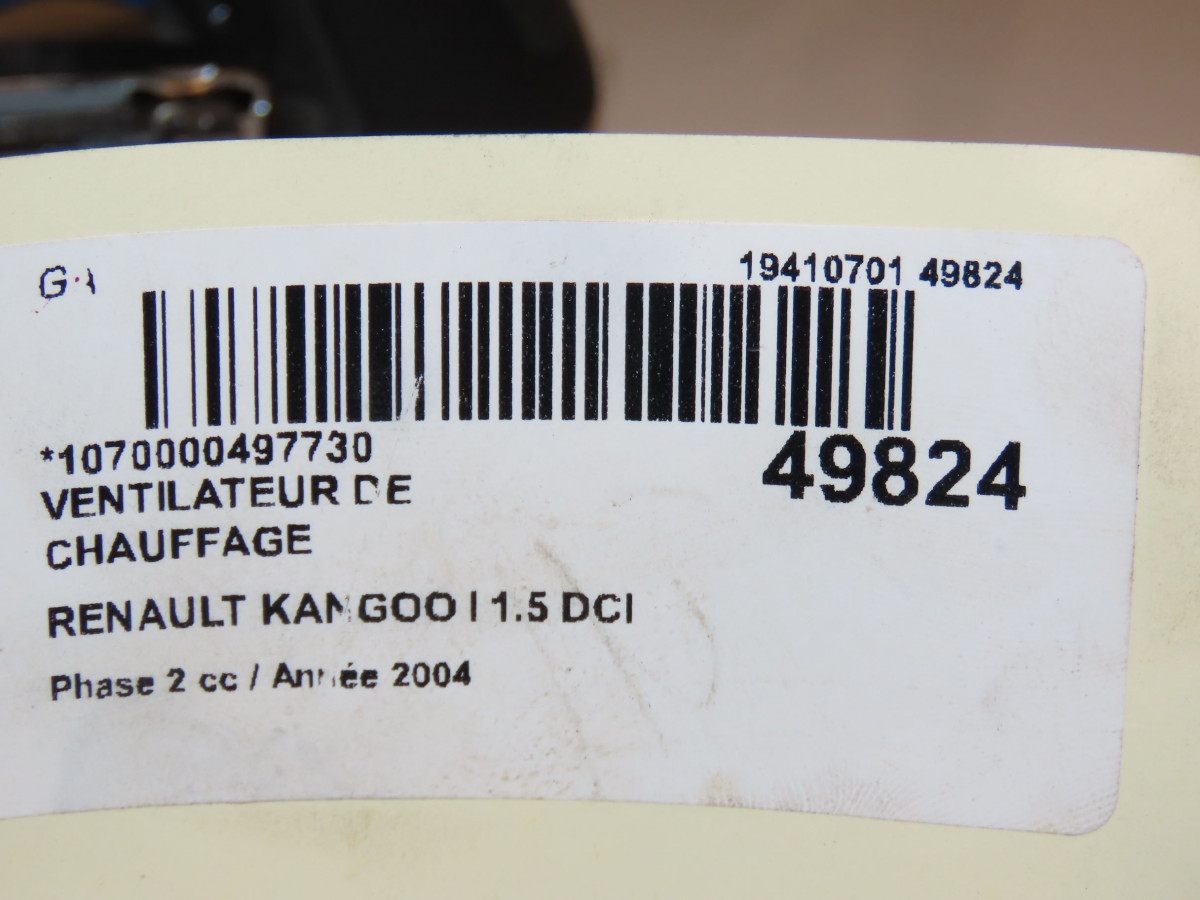 19410701 49824
*1070000497730
49824
VENTILATEUR DE
CHAUFFAGE
RENAULT KANGOO I 1.5 DCI
Phase 2 cc / Année 2004